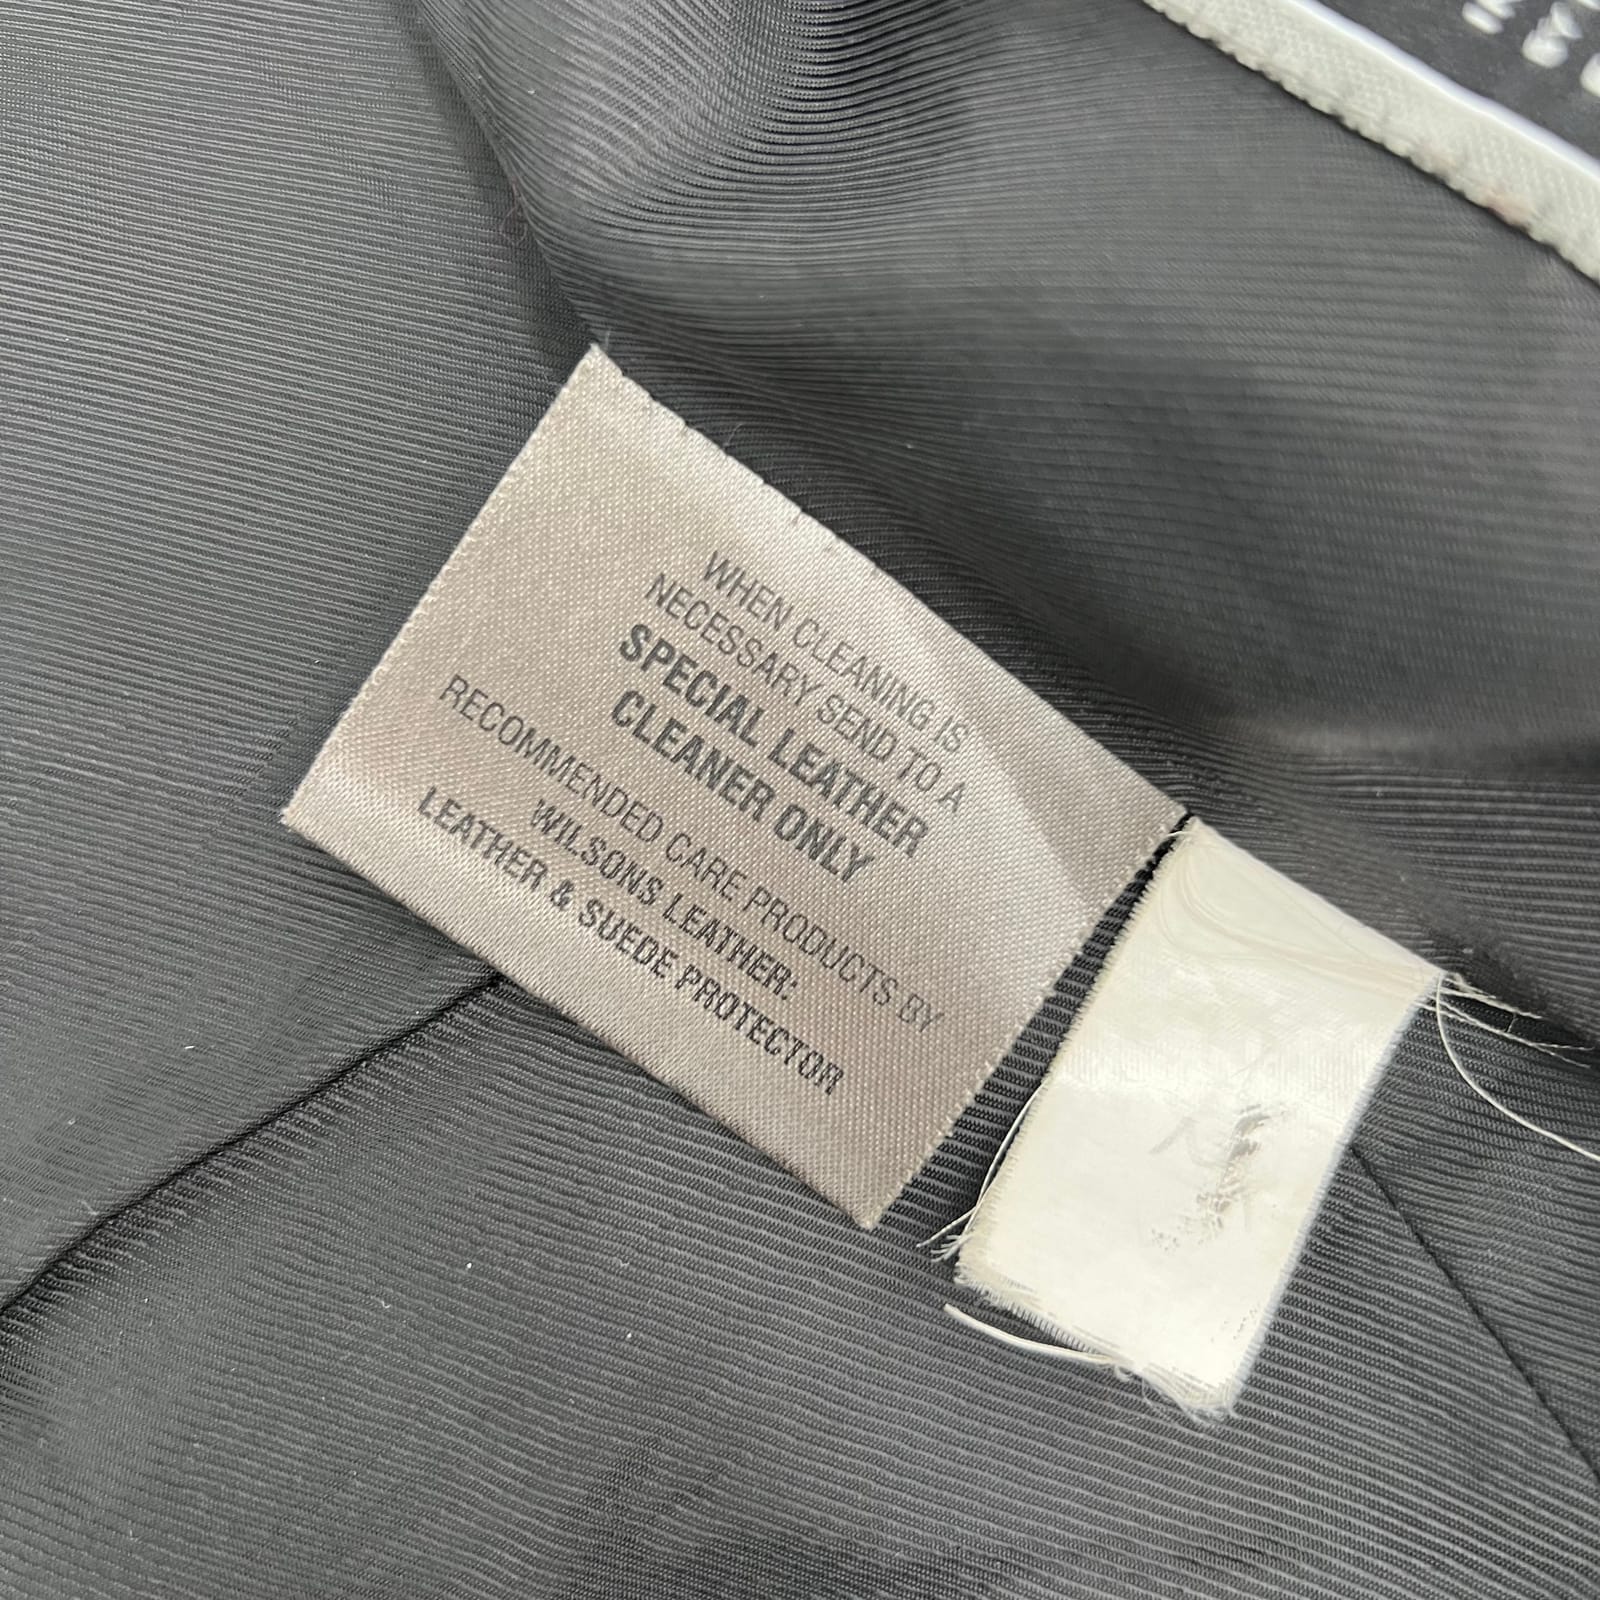 WHEN CLEANING IS
NECESSARY SEND TO A
SPECIAL LEATHER
CLEANER ONLY
RECOMMENDED CARE PRODUCTS BY
WILSONS LEATHER:
LEATHER & SUEDE PROTECTOR